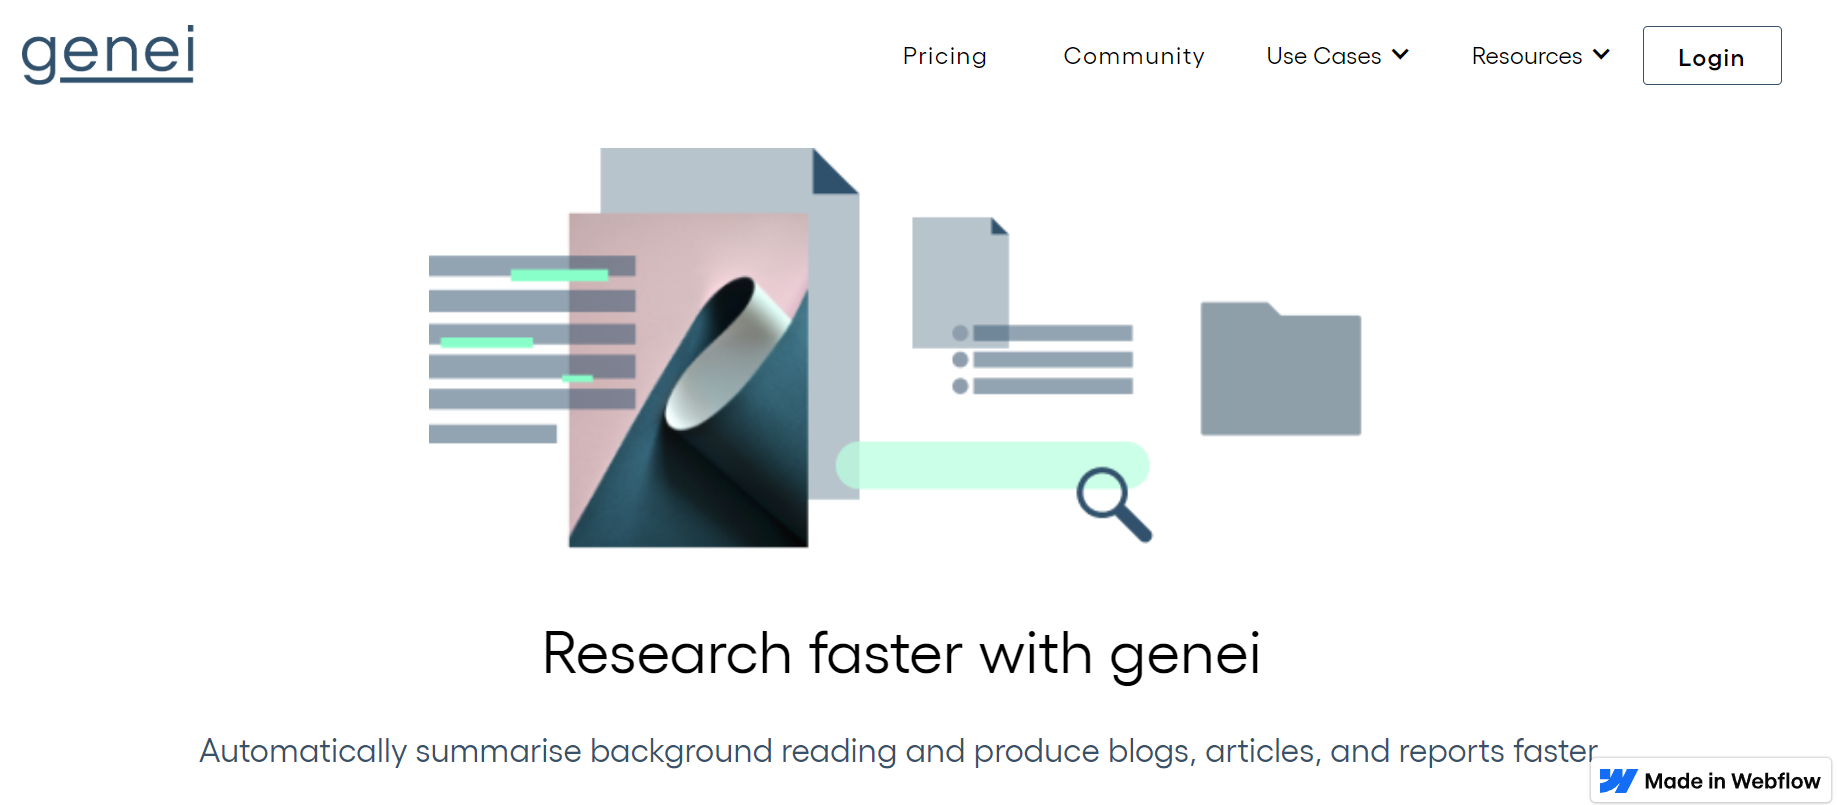 genei
Pricing
Community
Use Cases
Resources
Login
Research faster with genei
Automatically summarise background reading and produce blogs, articles, and reports faster
Made in Webflow